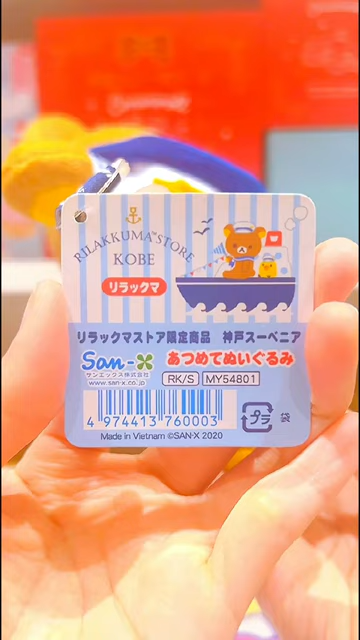 RILAKKUMA™ STORE
KOBE
リラックマ
リラックマストア限定商品 神戸スーベニア
San-X
サンエックス株式会社
www.san-x.co.jp
あつめてぬいぐるみ
RK/S MY54801
4 974413 760003
プラ 袋
Made in Vietnam ©SAN-X 2020